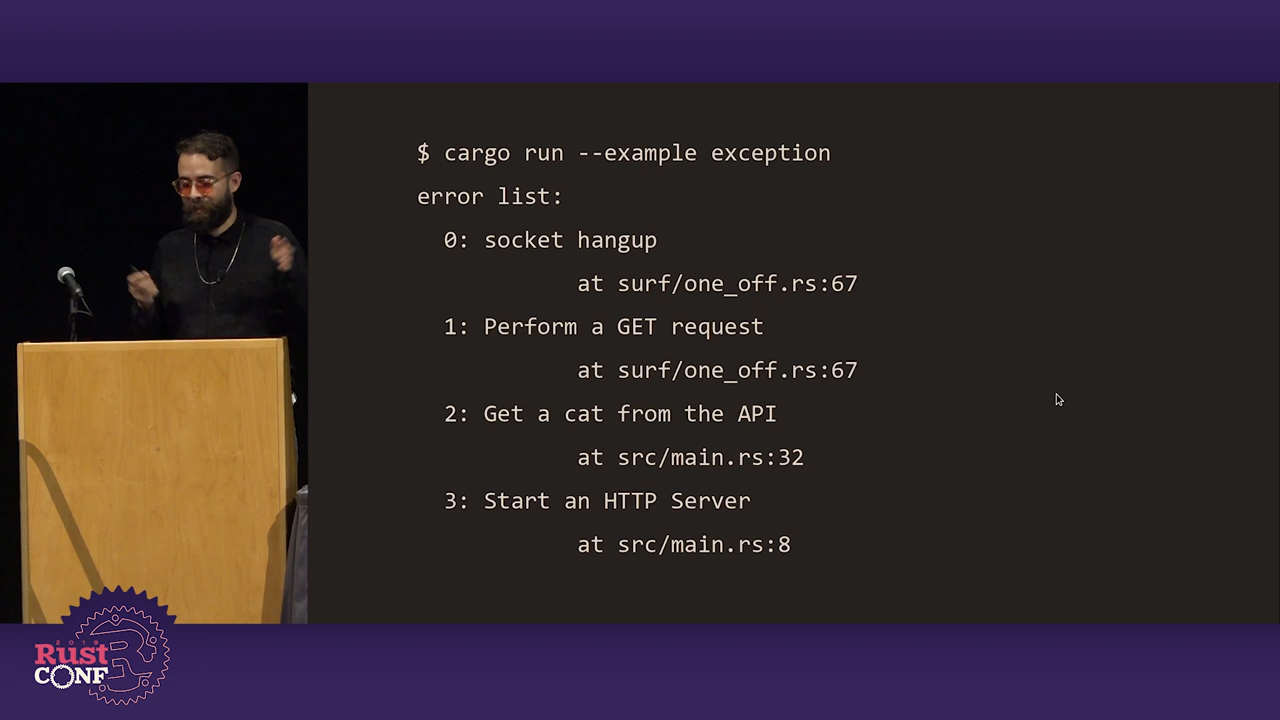 $ cargo run --example exception
error list:
0: socket hangup
at surf/one_off.rs:67
1: Perform a GET request
at surf/one_off.rs:67
2: Get a cat from the API
at src/main.rs:32
3: Start an HTTP Server
at src/main.rs:8
2019
Rust
CONF